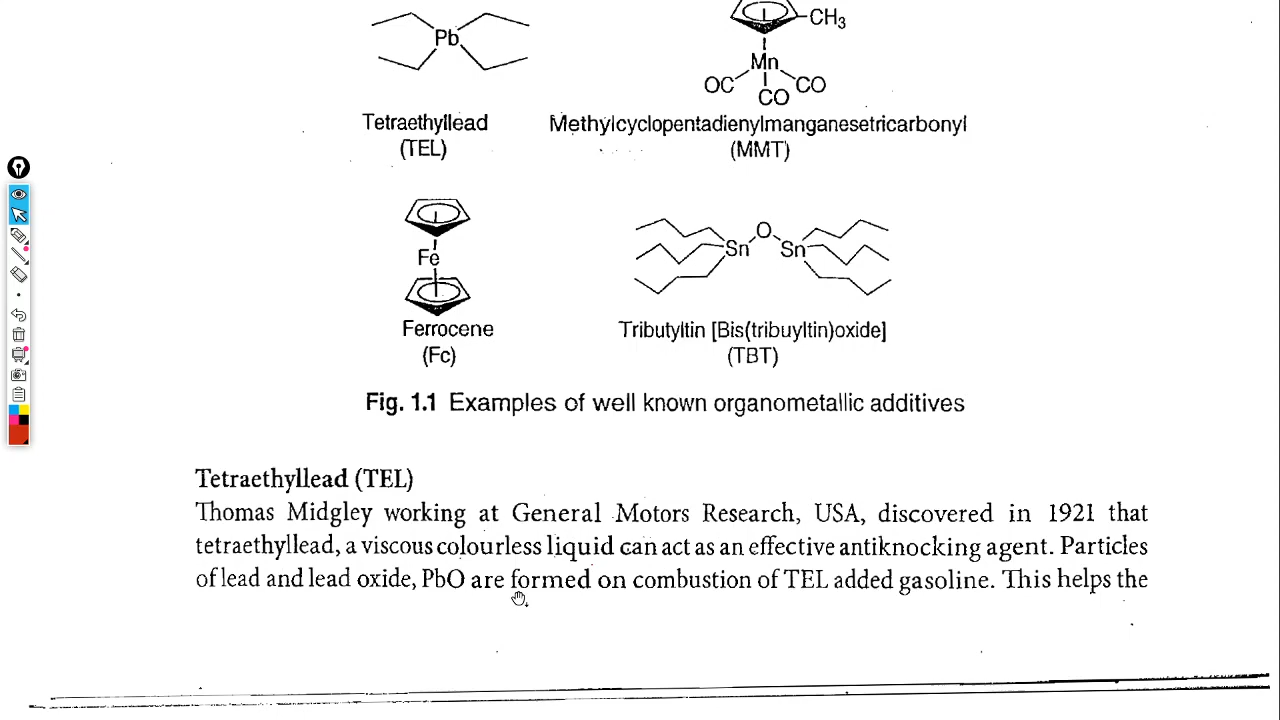 Pb
CH3
Mn
OC CO
CO
Tetraethyllead
(TEL)
Methylcyclopentadienylmanganesetricarbonyl
(MMT)
Fe
Ferrocene
(Fc)
O
Sn Sn
Tributyltin [Bis(tribuyltin)oxide]
(TBT)
Fig. 1.1 Examples of well known organometallic additives
Tetraethyllead (TEL)
Thomas Midgley working at General Motors Research, USA, discovered in 1921 that
tetraethyllead, a viscous colourless liquid can act as an effective antiknocking agent. Particles
of lead and lead oxide, PbO are formed on combustion of TEL added gasoline. This helps the